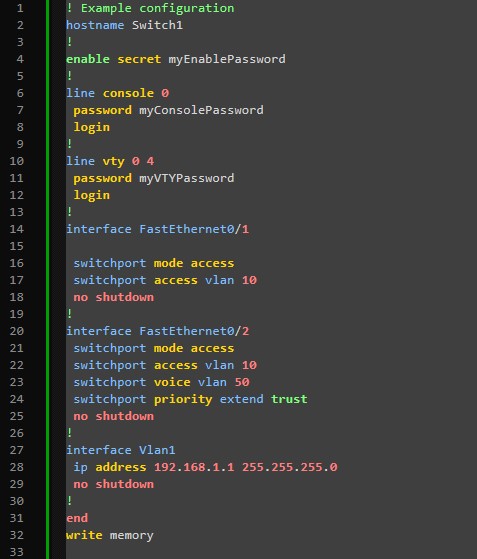 1 ! Example configuration
2 hostname Switch1
3 !
4 enable secret myEnablePassword
5 !
6 line console 0
7  password myConsolePassword
8  login
9 !
10 line vty 0 4
11  password myVTYPassword
12  login
13 !
14 interface FastEthernet0/1
15
16  switchport mode access
17  switchport access vlan 10
18  no shutdown
19 !
20 interface FastEthernet0/2
21  switchport mode access
22  switchport access vlan 10
23  switchport voice vlan 50
24  switchport priority extend trust
25  no shutdown
26 !
27 interface Vlan1
28  ip address 192.168.1.1 255.255.255.0
29  no shutdown
30 !
31 end
32 write memory
33